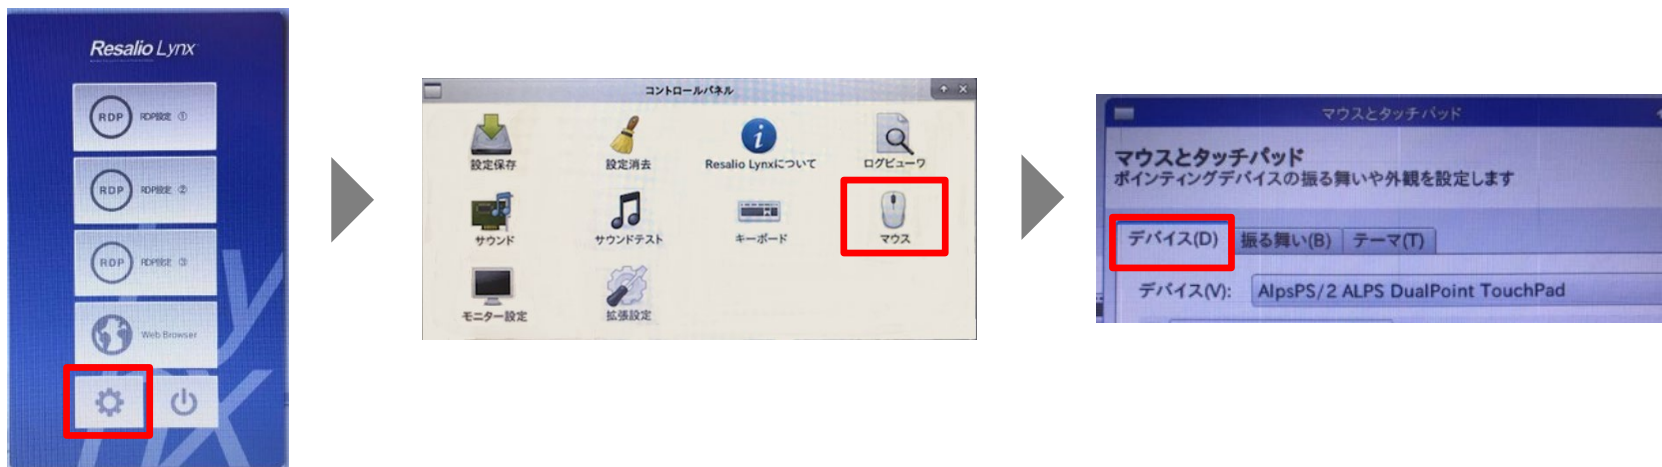 Resalio Lynx
RDP RDP設定 ①
RDP RDP設定 ②
RDP RDP設定 ③
Web Browser
コントロールパネル
設定保存
設定消去
Resalio Lynxについて
ログビューワ
サウンド
サウンドテスト
キーボード
マウス
モニター設定
拡張設定
マウスとタッチパッド
マウスとタッチパッド
ポインティングデバイスの振る舞いや外観を設定します
デバイス(D) 振る舞い(B) テーマ(T)
デバイス(V): AlpsPS/2 ALPS DualPoint TouchPad